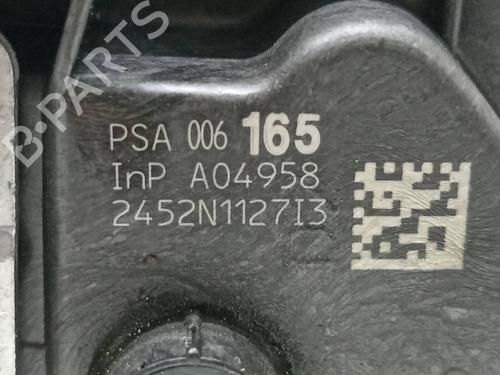 B-PARTS
PSA 006 165
InP A04958
2452N1127I3